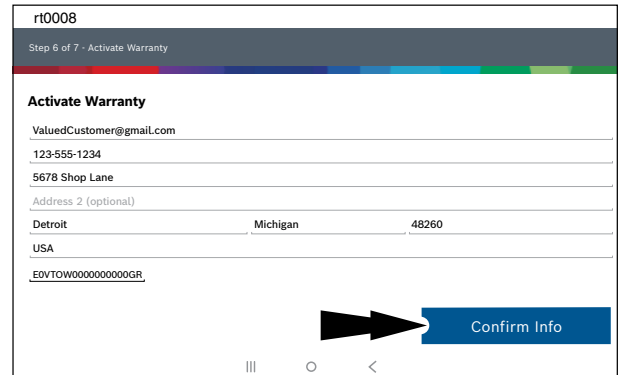 rt0008
Step 6 of 7 - Activate Warranty
Activate Warranty
ValuedCustomer@gmail.com
123-555-1234
5678 Shop Lane
Address 2 (optional)
Detroit Michigan 48260
USA
E0VTOW0000000000GR
Confirm Info